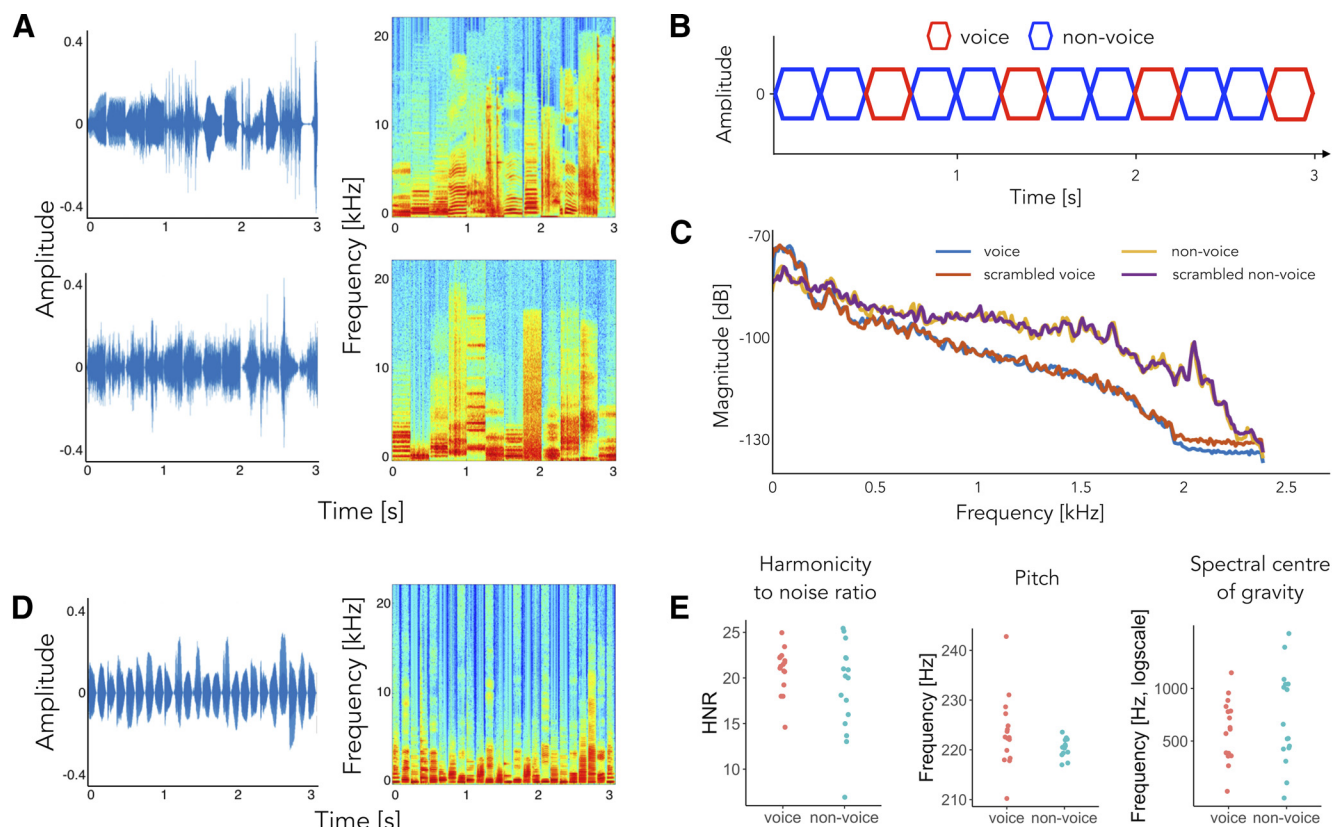 A
Amplitude
0.4
0
-0.4
0 1 2 3
0.4
0
-0.4
0 1 2 3
Frequency [kHz]
20
10
0
0 1 2 3
20
10
0
0 1 2 3
Time [s]
B
voice non-voice
Amplitude
0
1 2 3
Time [s]
C
Magnitude [dB]
-70
-100
-130
voice non-voice
scrambled voice scrambled non-voice
0 0.5 1 1.5 2 2.5
Frequency [kHz]
D
Amplitude
0.4
0
-0.4
0 1 2 3
Time [s]
Frequency [kHz]
20
10
0
0 1 2 3
Time [s]
E
Harmonicity
to noise ratio
HNR
25
20
15
10
voice non-voice
Pitch
Frequency [Hz]
240
230
220
210
voice non-voice
Spectral centre
of gravity
Frequency [Hz, logscale]
1000
500
voice non-voice